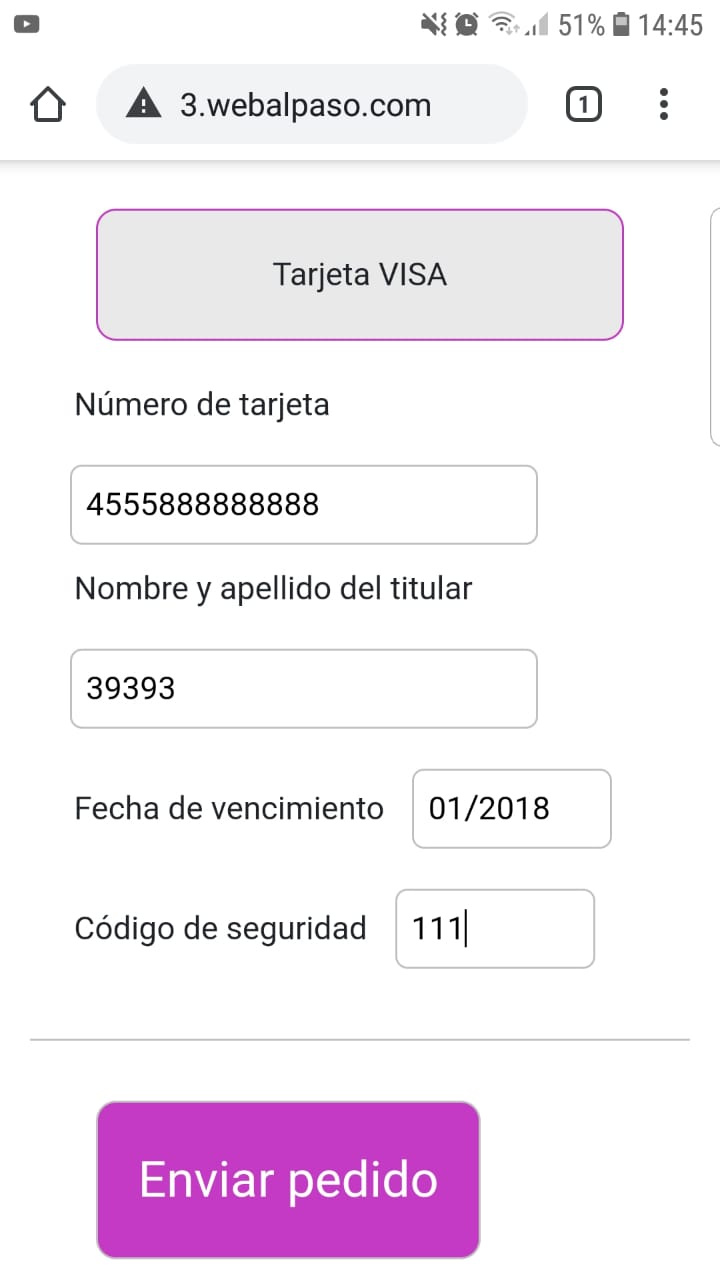 51% 14:45
3.webalpaso.com 1
Tarjeta VISA
Número de tarjeta
4555888888888
Nombre y apellido del titular
39393
Fecha de vencimiento 01/2018
Código de seguridad 111
Enviar pedido